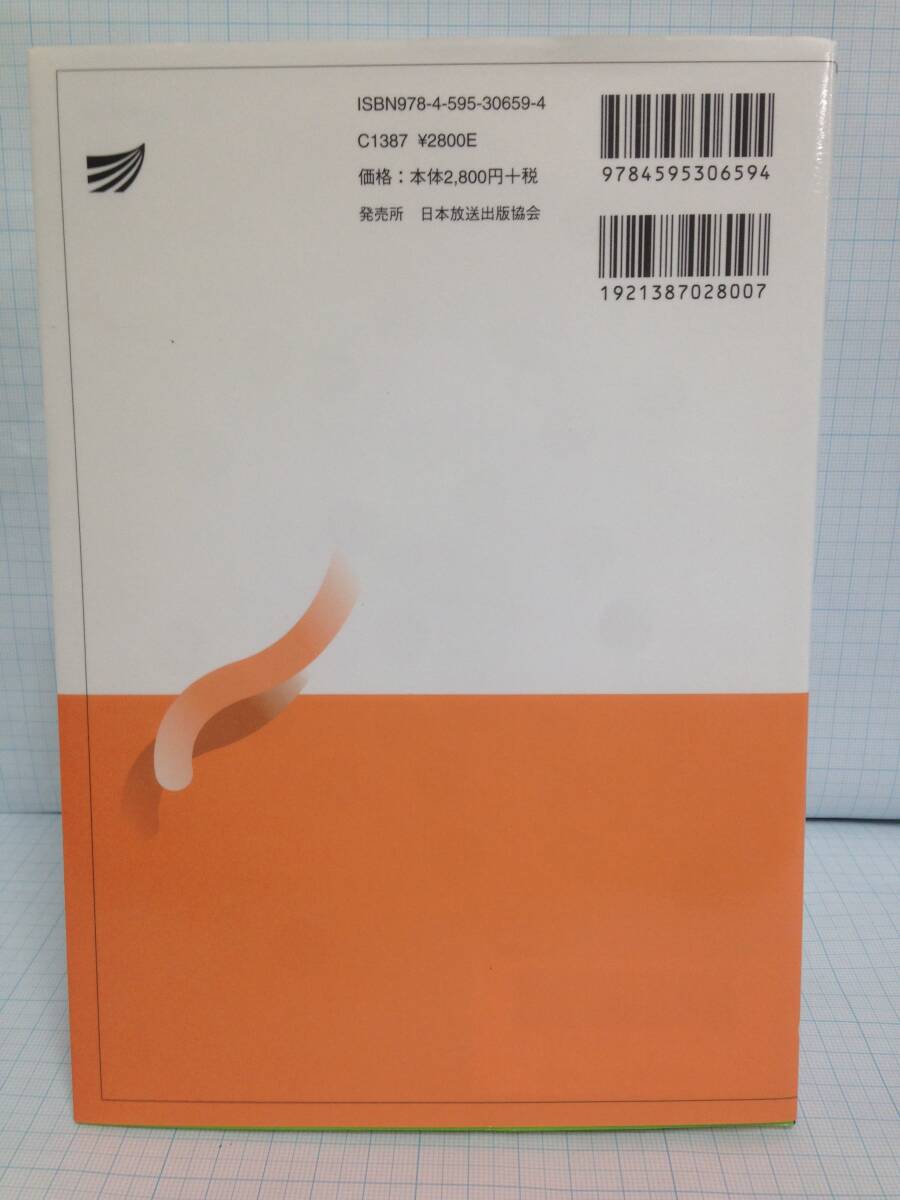 ISBN978-4-595-30659-4
C1387 ¥2800E
価格：本体2,800円＋税
発売所　日本放送出版協会
9784595306594
1921387028007